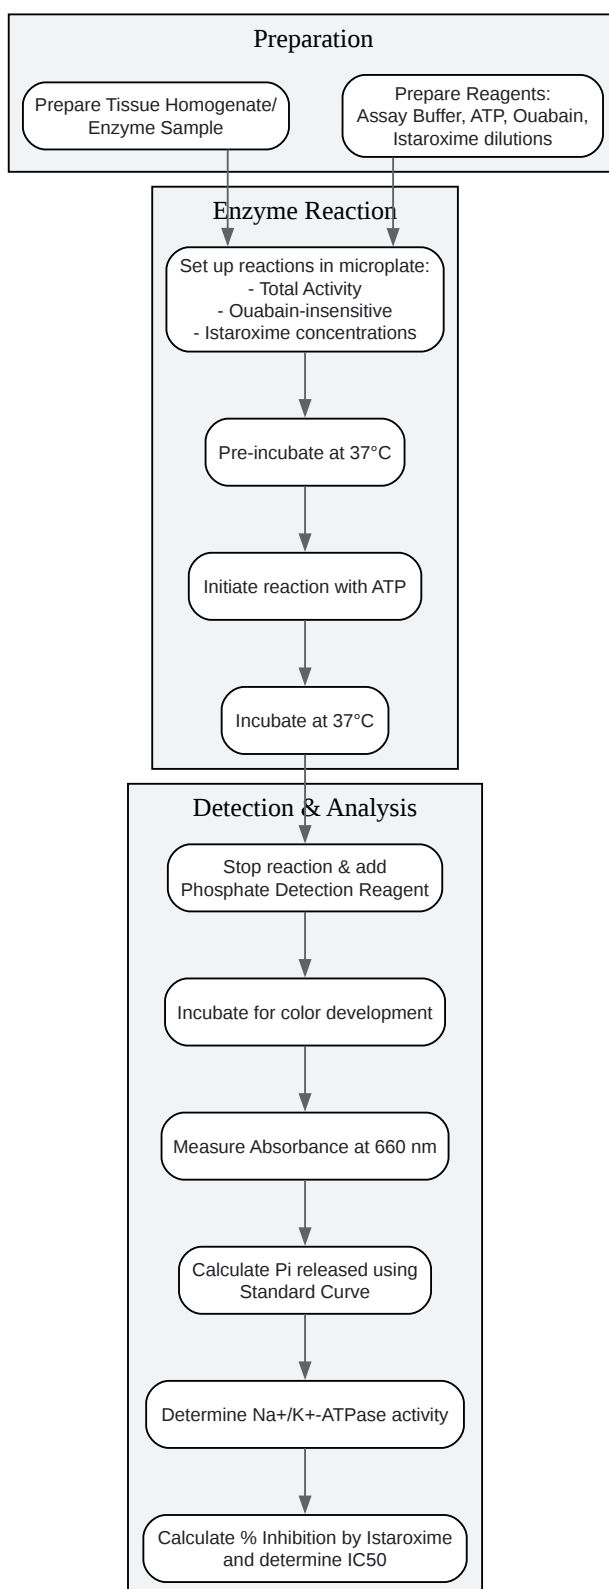 Preparation
Prepare Tissue Homogenate/
Enzyme Sample
Prepare Reagents:
Assay Buffer, ATP, Ouabain,
Istaroxime dilutions
Enzyme Reaction
Set up reactions in microplate:
- Total Activity
- Ouabain-insensitive
- Istaroxime concentrations
Pre-incubate at 37°C
Initiate reaction with ATP
Incubate at 37°C
Detection & Analysis
Stop reaction & add
Phosphate Detection Reagent
Incubate for color development
Measure Absorbance at 660 nm
Calculate Pi released using
Standard Curve
Determine Na+/K+-ATPase activity
Calculate % Inhibition by Istaroxime
and determine IC50